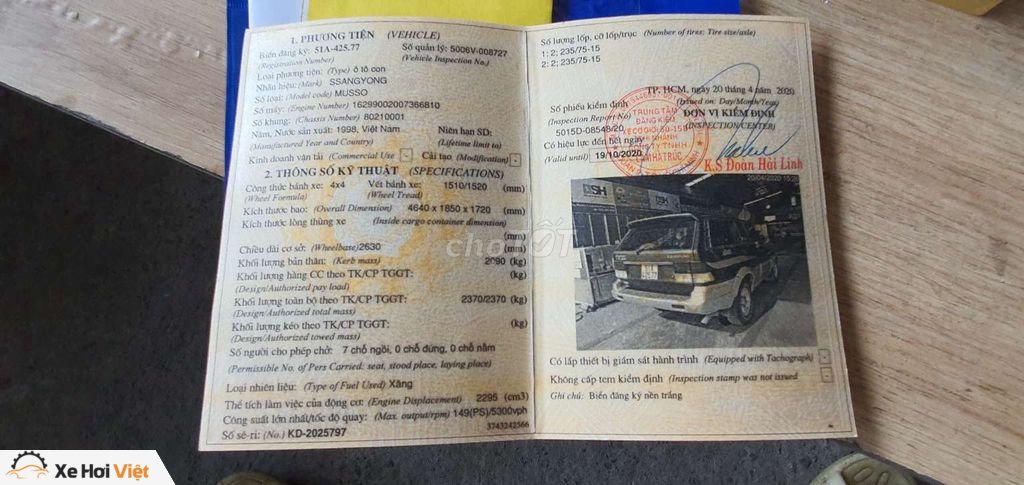 1. PHƯƠNG TIỆN (VEHICLE)
Biển đăng ký: 51A-425.77 Số quản lý: 5006V-008727
(Registration Number) (Vehicle Inspection No.)
Loại phương tiện: (Type) ô tô con
Nhãn hiệu: (Mark) SSANGYONG
Số loại: (Model code) MUSSO
Số máy: (Engine Number) 16299002007366810
Số khung: (Chassis Number) 80210001
Năm, Nước sản xuất: 1998, Việt Nam Niên hạn SD:
(Manufactured Year and Country) (Lifetime limit to)
Kinh doanh vận tải (Commercial Use) Cải tạo (Modification)
2. THÔNG SỐ KỸ THUẬT (SPECIFICATIONS)
Công thức bánh xe: 4x4 Vết bánh xe: 1510/1520 (mm)
(Wheel Formula) (Wheel Tread)
Kích thước bao: (Overall Dimension) 4640 x 1850 x 1720 (mm)
Kích thước lòng thùng xe (Inside cargo container dimension)
(mm)
Chiều dài cơ sở: (Wheelbase) 2630 (mm)
Khối lượng bản thân: (Kerb mass) 2090 (kg)
Khối lượng hàng CC theo TK/CP TGGT: (kg)
(Design/Authorized pay load)
Khối lượng toàn bộ theo TK/CP TGGT: 2370/2370 (kg)
(Design/Authorized total mass)
Khối lượng kéo theo TK/CP TGGT: (kg)
(Design/Authorized towed mass)
Số người cho phép chở: 7 chỗ ngồi, 0 chỗ đứng, 0 chỗ nằm
(Permissible No. of Pers Carried: seat, stood place, laying place)
Loại nhiên liệu: (Type of Fuel Used) Xăng
Thể tích làm việc của động cơ: (Engine Displacement) 2295 (cm3)
Công suất lớn nhất/tốc độ quay: (Max. output/rpm) 149(PS)/5300vph
3743242566
Số sê-ri: (No.) KD-2025797
Số lượng lốp, cỡ lốp/trục (Number of tires: Tire size/axle)
1: 2; 235/75-15
2: 2; 235/75-15
TP. HCM, ngày 20 tháng 4 năm 2020
(Issued on: Day/Month/Year)
Số phiếu kiểm định ĐƠN VỊ KIỂM ĐỊNH
(Inspection Report No) (INSPECTION CENTER)
5015D-08548/20
Có hiệu lực đến hết ngày
(Valid until) 19/10/2020
TRUNG TÂM
ĐĂNG KIỂM
K.S Đoàn Hữu Linh
20/04/2020
Có lắp thiết bị giám sát hành trình (Equipped with Tachograph)
Không cấp tem kiểm định (Inspection stamp was not issued
Ghi chú: Biển đăng ký nền trắng
chợTỐT
Xe Hơi Việt